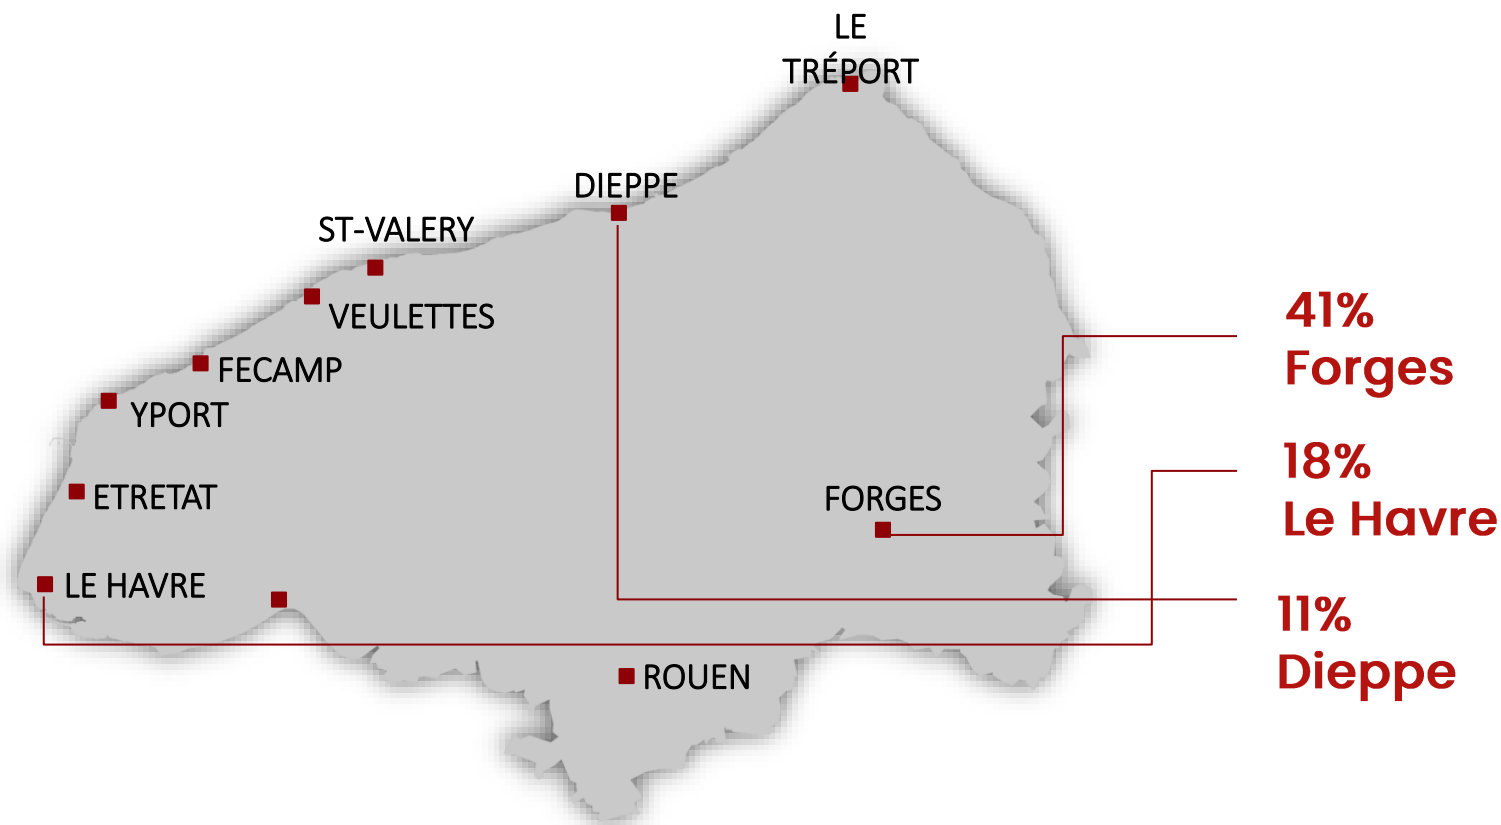 LE
TRÉPORT
DIEPPE
ST-VALERY
VEULETTES
FECAMP
YPORT
ETRETAT
FORGES
LE HAVRE
ROUEN
41%
Forges
18%
Le Havre
11%
Dieppe